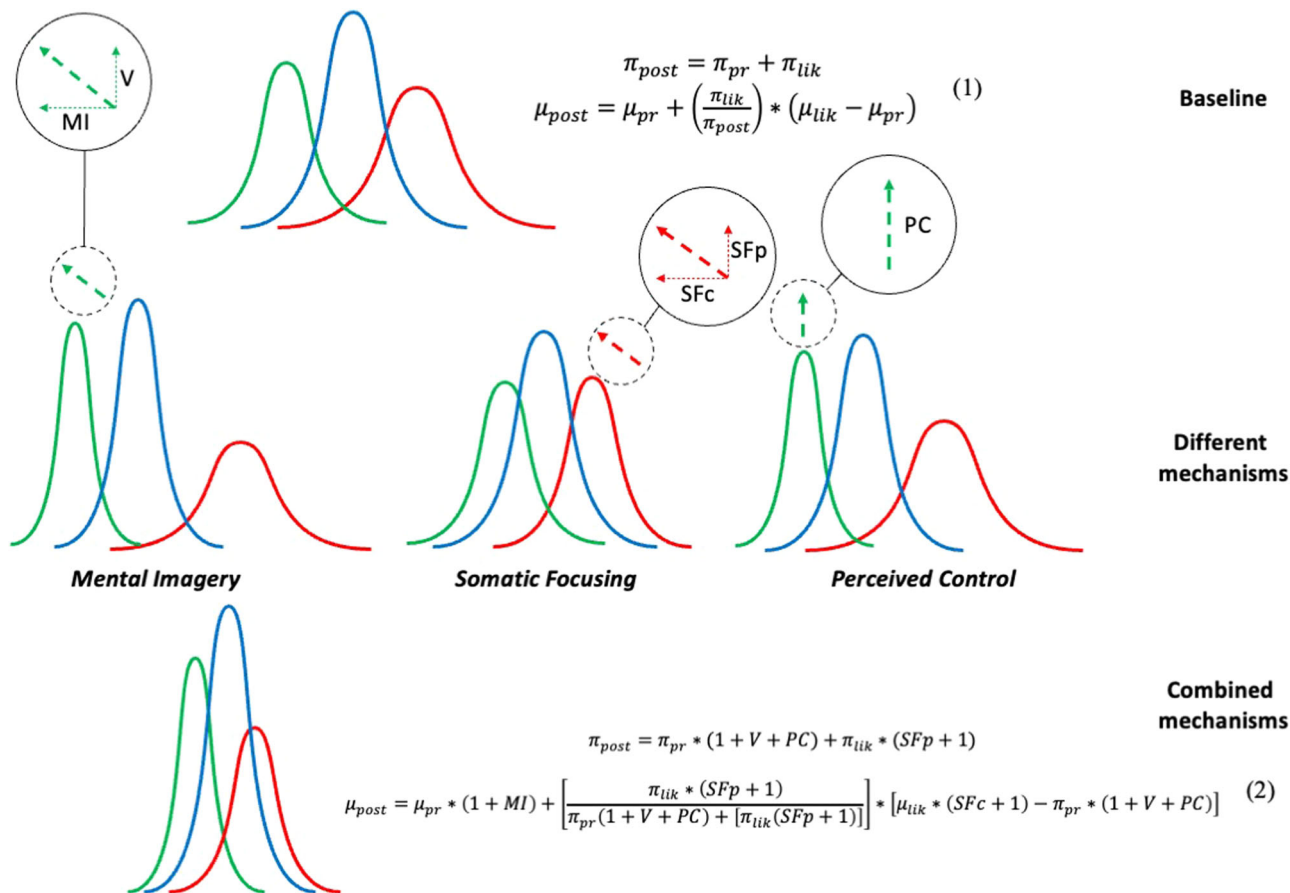 V
MI
π_post = π_pr + π_lik
μ_post = μ_pr + (π_lik / π_post) * (μ_lik − μ_pr)
(1)
Baseline
SFp
SFc
PC
Different
mechanisms
Mental Imagery
Somatic Focusing
Perceived Control
Combined
mechanisms
π_post = π_pr * (1 + V + PC) + π_lik * (SFp + 1)
μ_post = μ_pr * (1 + MI) + [π_lik * (SFp + 1) / π_pr(1 + V + PC) + [π_lik(SFp + 1)]] * [μ_lik * (SFc + 1) − π_pr * (1 + V + PC)]
(2)